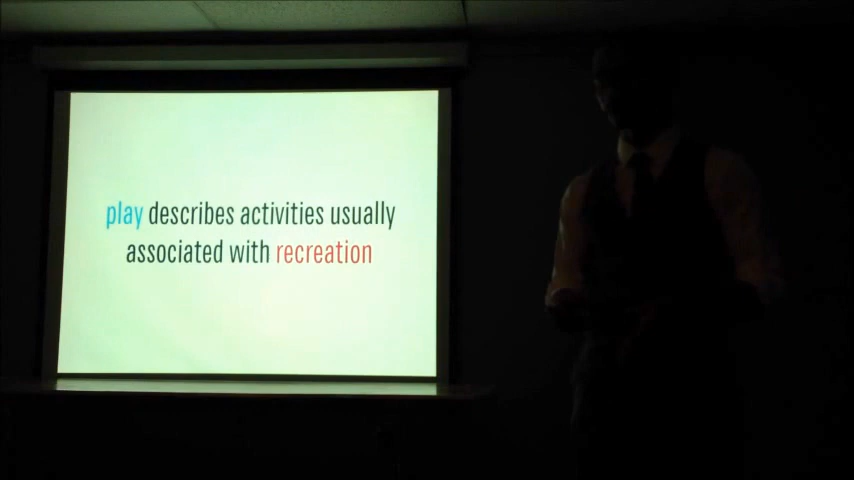 play describes activities usually
associated with recreation